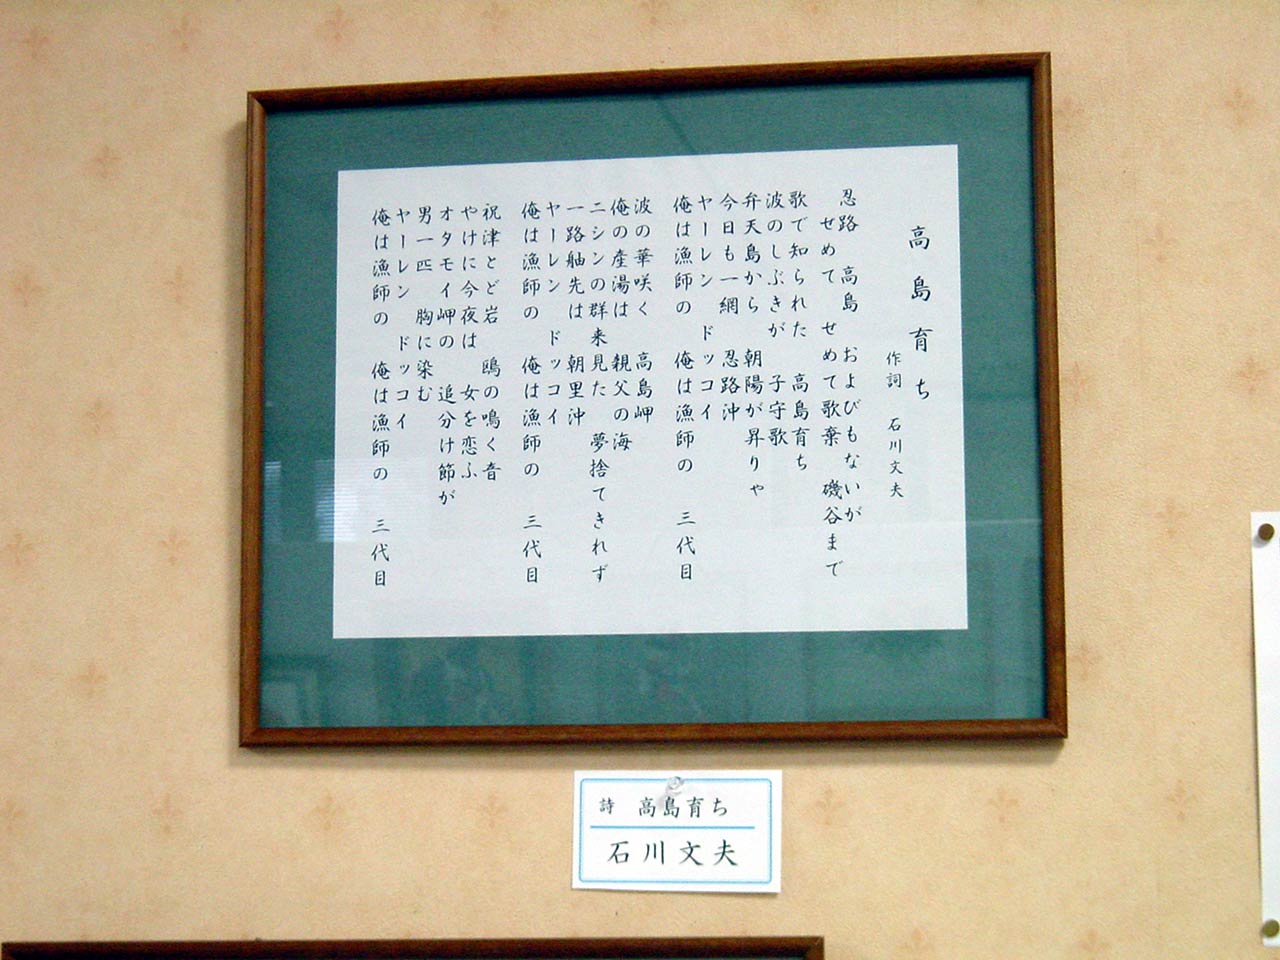 高島育ち
作詞 石川文夫
忍路 高島 およびもないが
せめて せめて歌棄 磯谷まで
歌で知られた 高島育ち
波のしぶきが 子守歌
弁天島から 朝陽が昇りゃ
今日も一網 忍路沖
ヤーレン ドッコイ
俺は漁師の 俺は漁師の 三代目
波の華咲く 高島岬
俺の産湯は 親父の海
ニシンの群来見た 夢捨てきれず
一路舳先は 朝里沖
ヤーレン ドッコイ
俺は漁師の 俺は漁師の 三代目
祝津とど岩 鴎の鳴く音
やけに今夜は 女を恋ふ
オタモイ岬の 追分け節が
男一匹 胸に染む
ヤーレン ドッコイ
俺は漁師の 俺は漁師の 三代目
詩 高島育ち
石川文夫